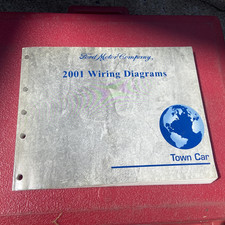 Ford Motor Company,
2001 Wiring Diagrams
Town Car